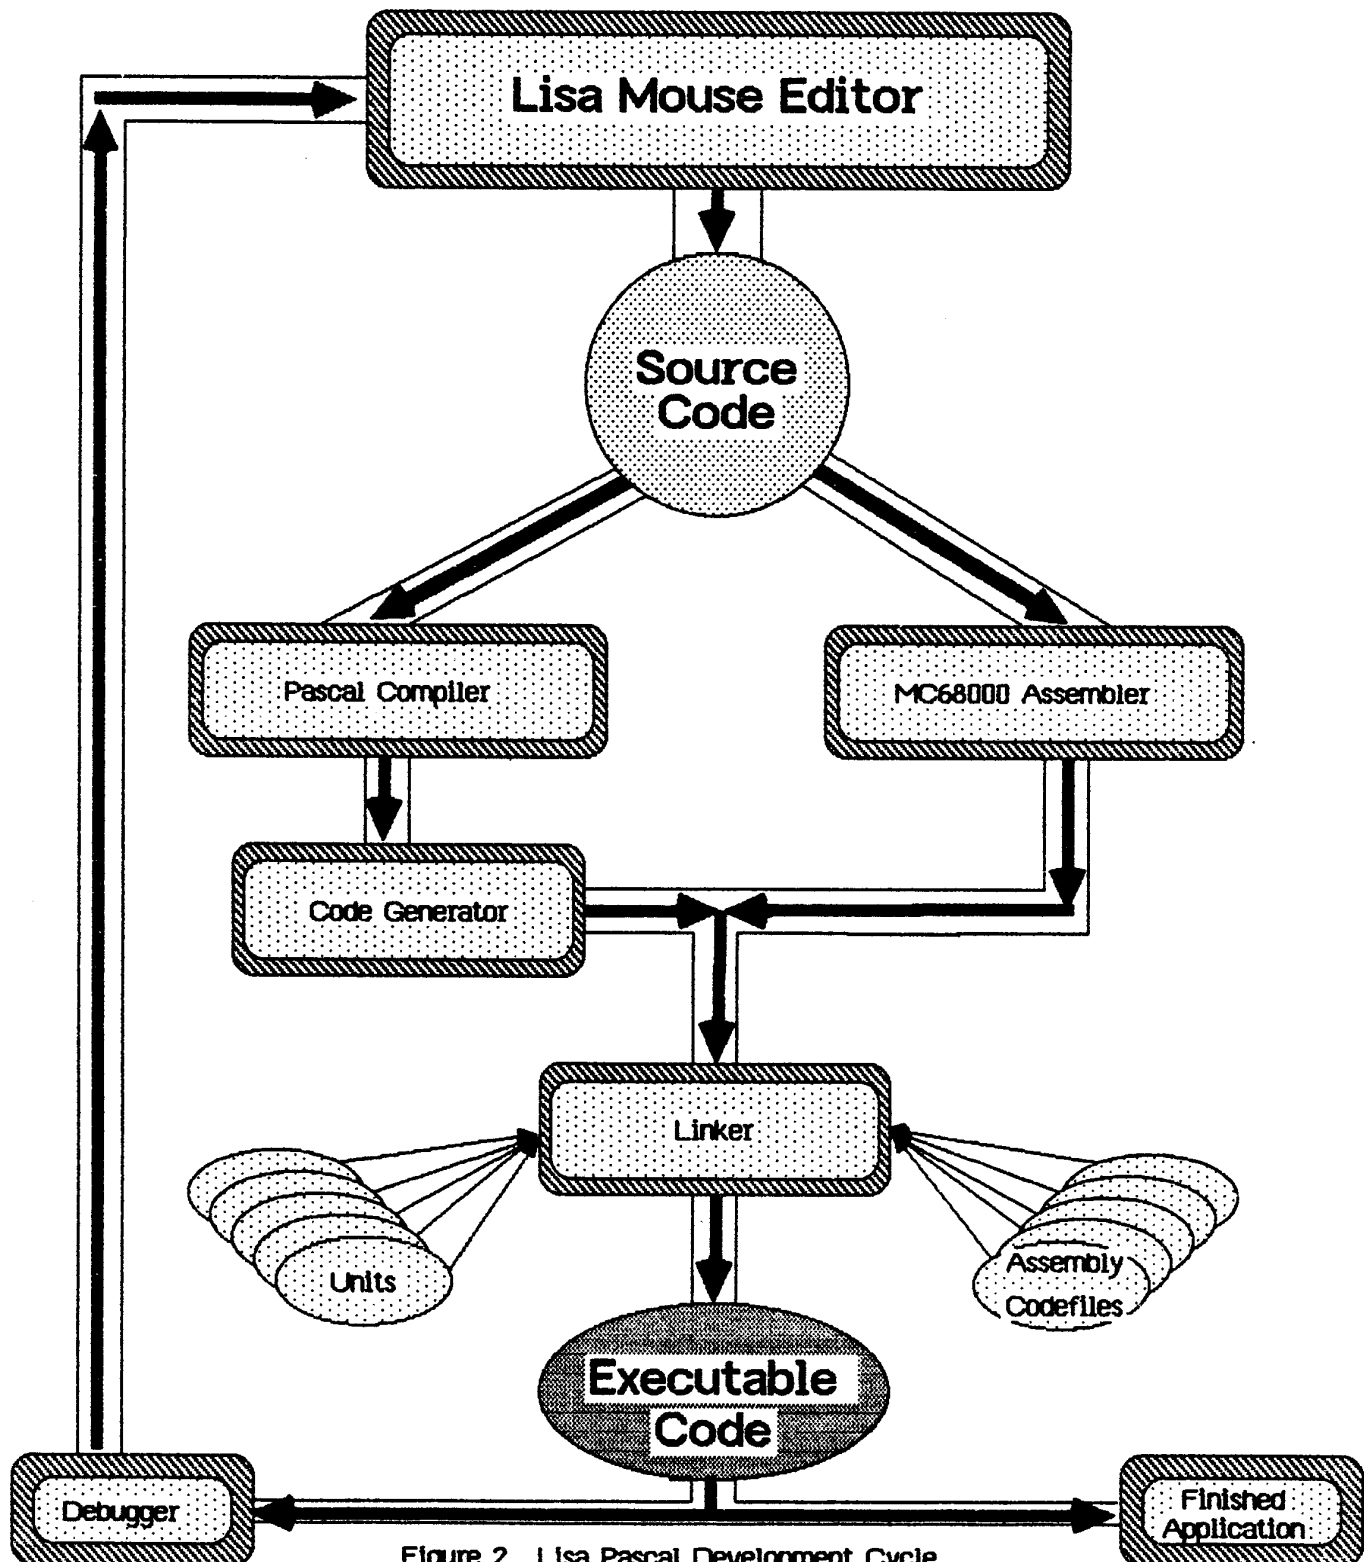 Lisa Mouse Editor
Source
Code
Pascal Compiler
MC68000 Assembler
Code Generator
Linker
Units
Assembly
Codefiles
Executable
Code
Debugger
Finished
Application
Figure 2 Lisa Pascal Development Cycle